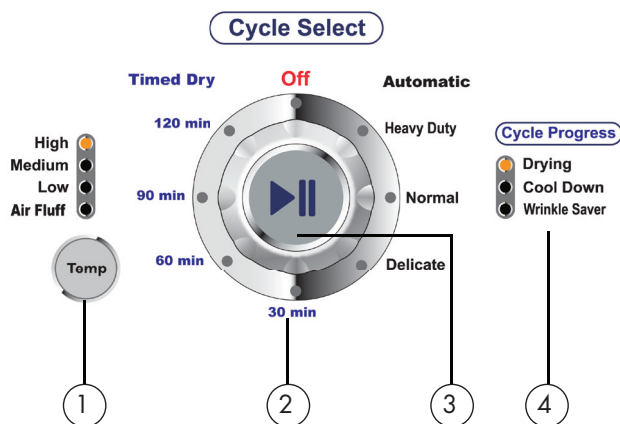 Cycle Select
Timed Dry
Off
Automatic
120 min
Heavy Duty
High
Medium
Low
Air Fluff
Cycle Progress
Drying
Cool Down
Wrinkle Saver
90 min
Normal
60 min
Delicate
Temp
30 min
1
2
3
4